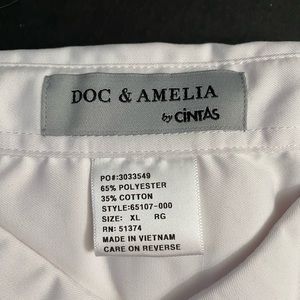 DOC & AMELIA
by CINTAS
PO#:3033549
65% POLYESTER
35% COTTON
STYLE:65107-000
SIZE: XL RG
RN: 51374
MADE IN VIETNAM
CARE ON REVERSE